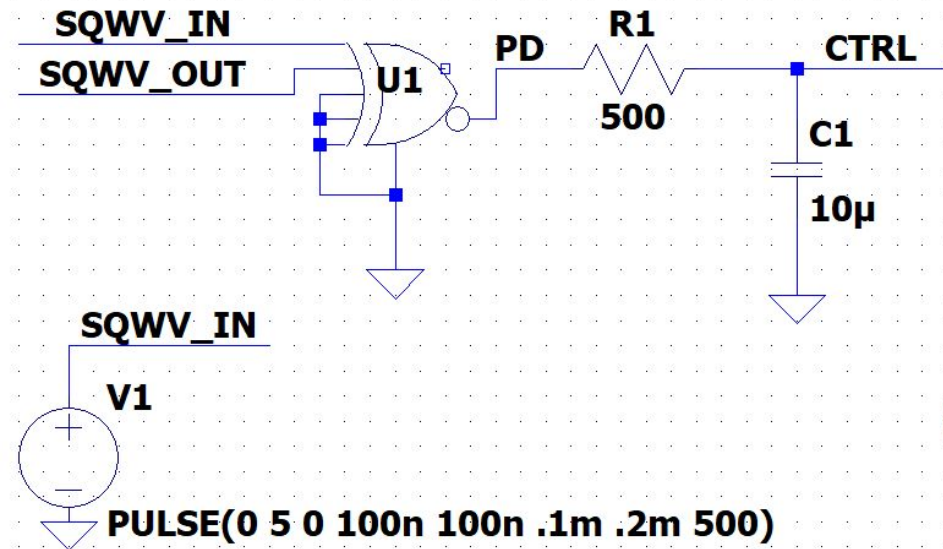 SQWV_IN
SQWV_OUT
U1
PD
R1
500
CTRL
C1
10µ
SQWV_IN
V1
PULSE(0 5 0 100n 100n .1m .2m 500)